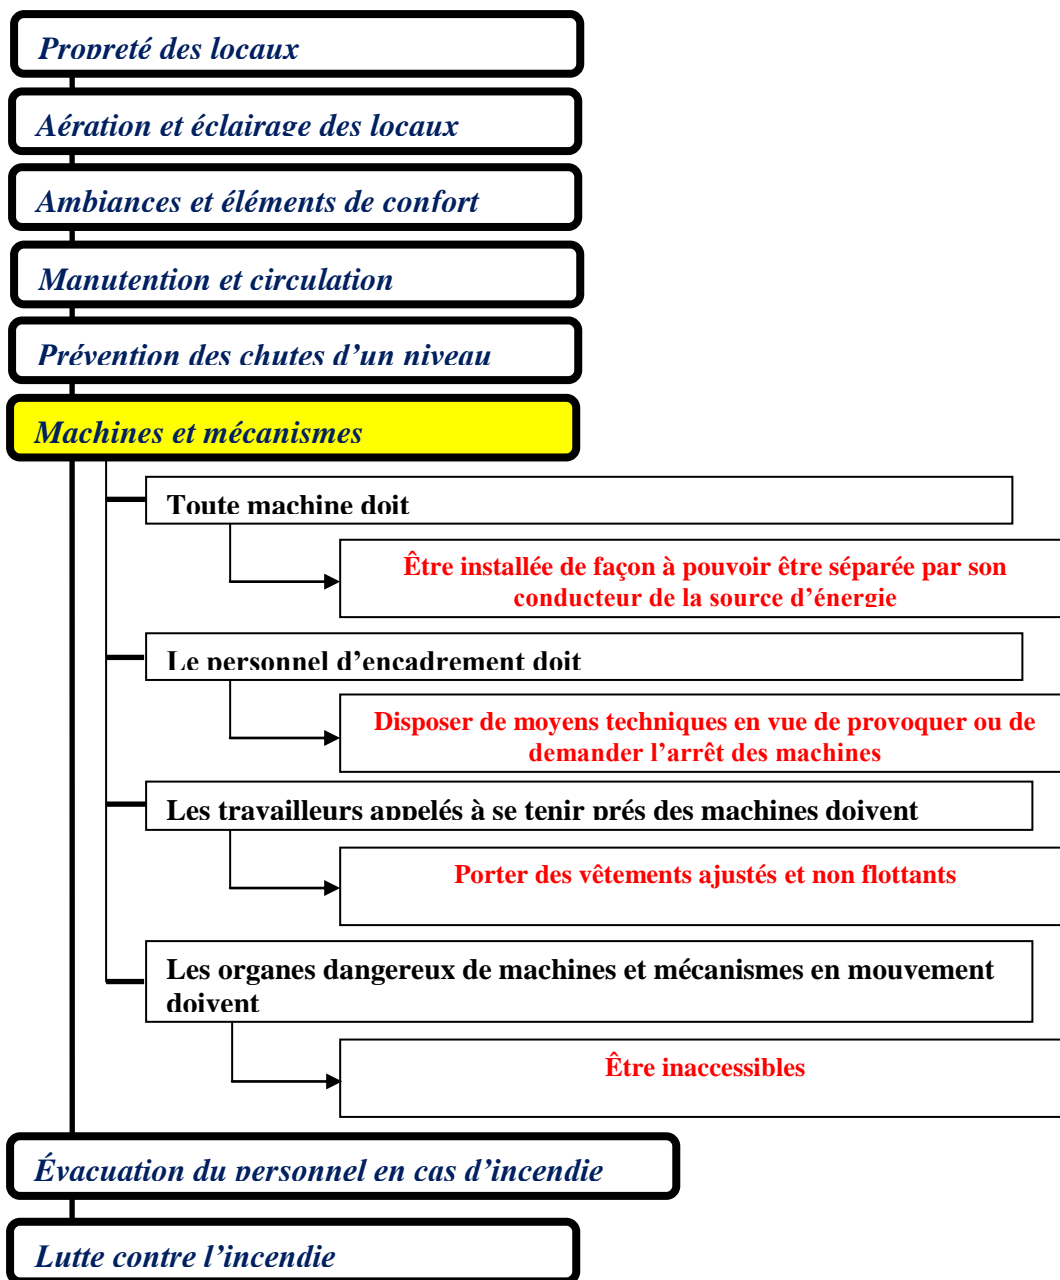 Propreté des locaux
Aération et éclairage des locaux
Ambiances et éléments de confort
Manutention et circulation
Prévention des chutes d’un niveau
Machines et mécanismes
Toute machine doit
Être installée de façon à pouvoir être séparée par son
conducteur de la source d’énergie
Le personnel d’encadrement doit
Disposer de moyens techniques en vue de provoquer ou de
demander l’arrêt des machines
Les travailleurs appelés à se tenir prés des machines doivent
Porter des vêtements ajustés et non flottants
Les organes dangereux de machines et mécanismes en mouvement
doivent
Être inaccessibles
Évacuation du personnel en cas d’incendie
Lutte contre l’incendie